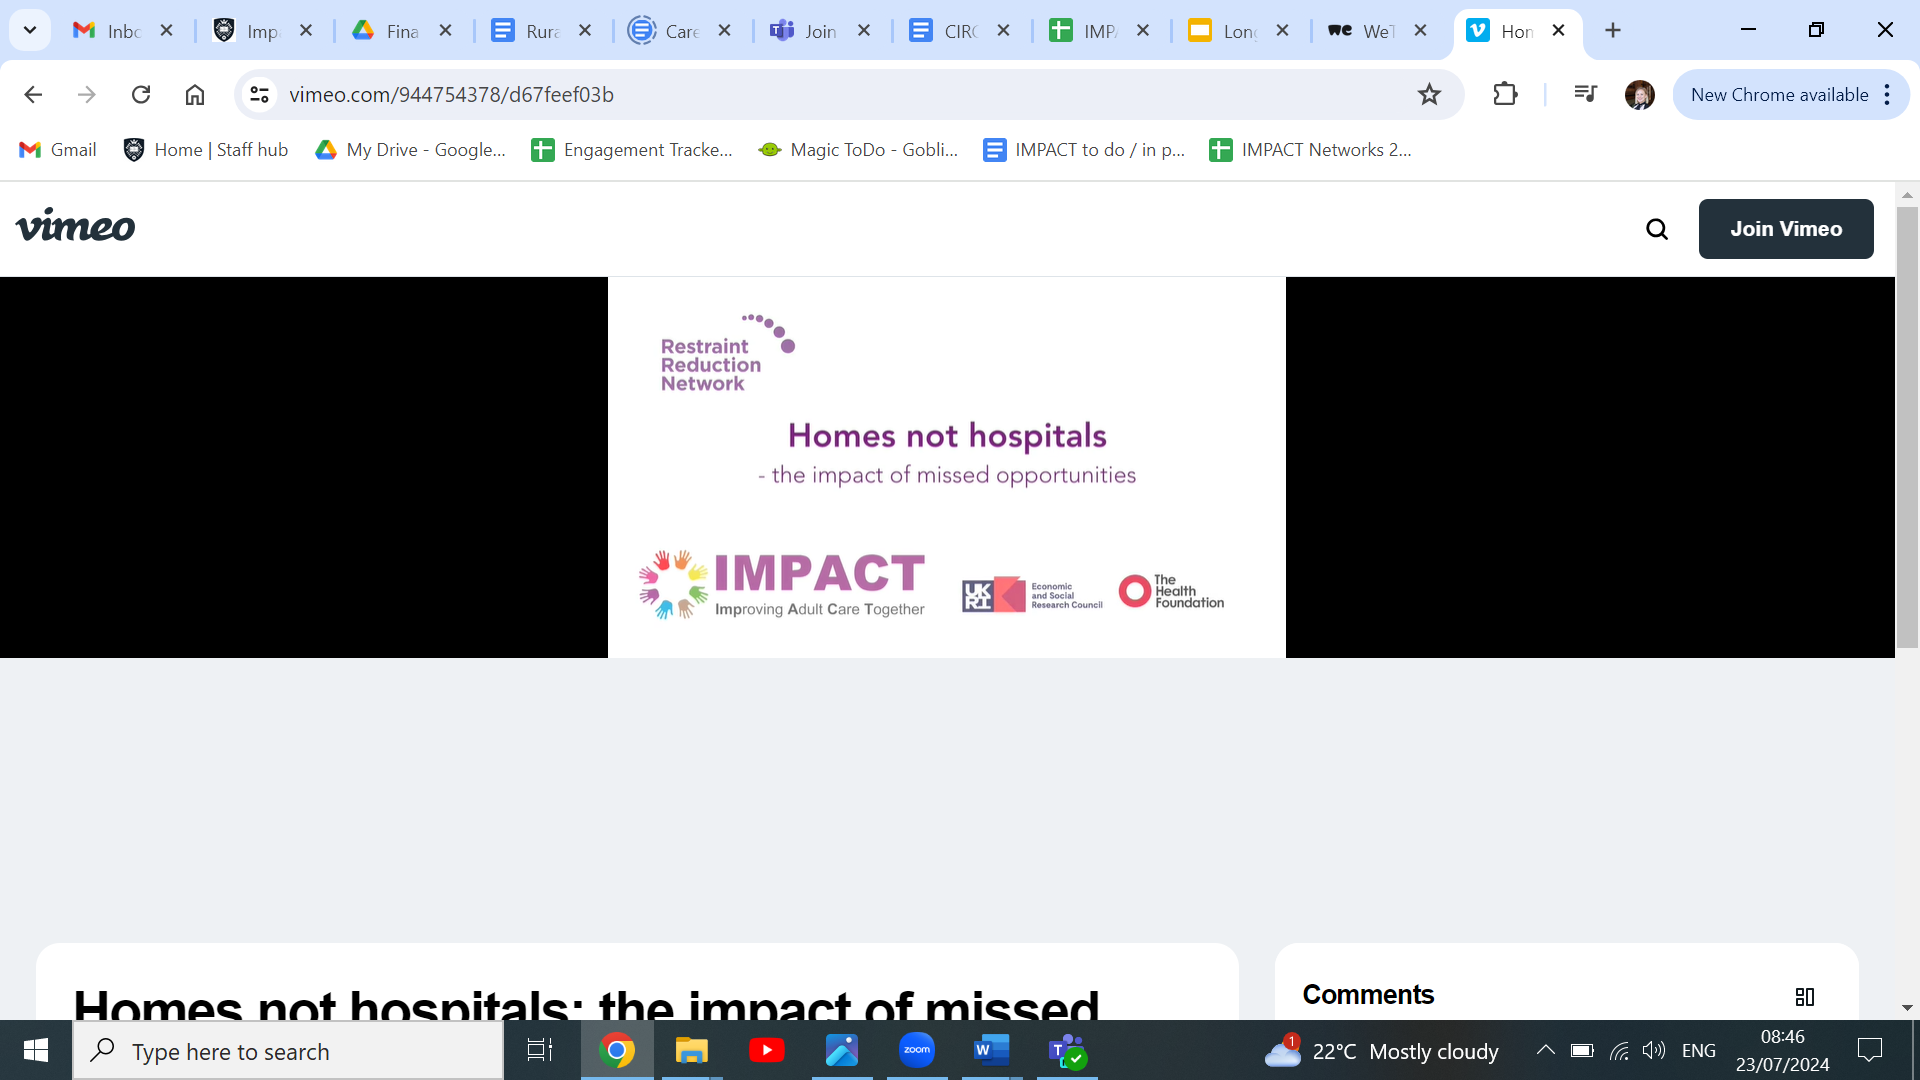 Inbo
Imp
Fina
Rura
Care
Join
CIRC
IMPA
Long
WeT
Hom
vimeo.com/944754378/d67feef03b
New Chrome available
Gmail
Home | Staff hub
My Drive - Google...
Engagement Tracke...
Magic ToDo - Gobli...
IMPACT to do / in p...
IMPACT Networks 2...
vimeo
Join Vimeo
Restraint
Reduction
Network
Homes not hospitals
- the impact of missed opportunities
IMPACT
Improving Adult Care Together
UK
RI
Economic
and Social
Research Council
The
Health
Foundation
Homes not hospitals: the impact of missed
Comments
Type here to search
zoom
1
22°C Mostly cloudy
ENG
08:46
23/07/2024